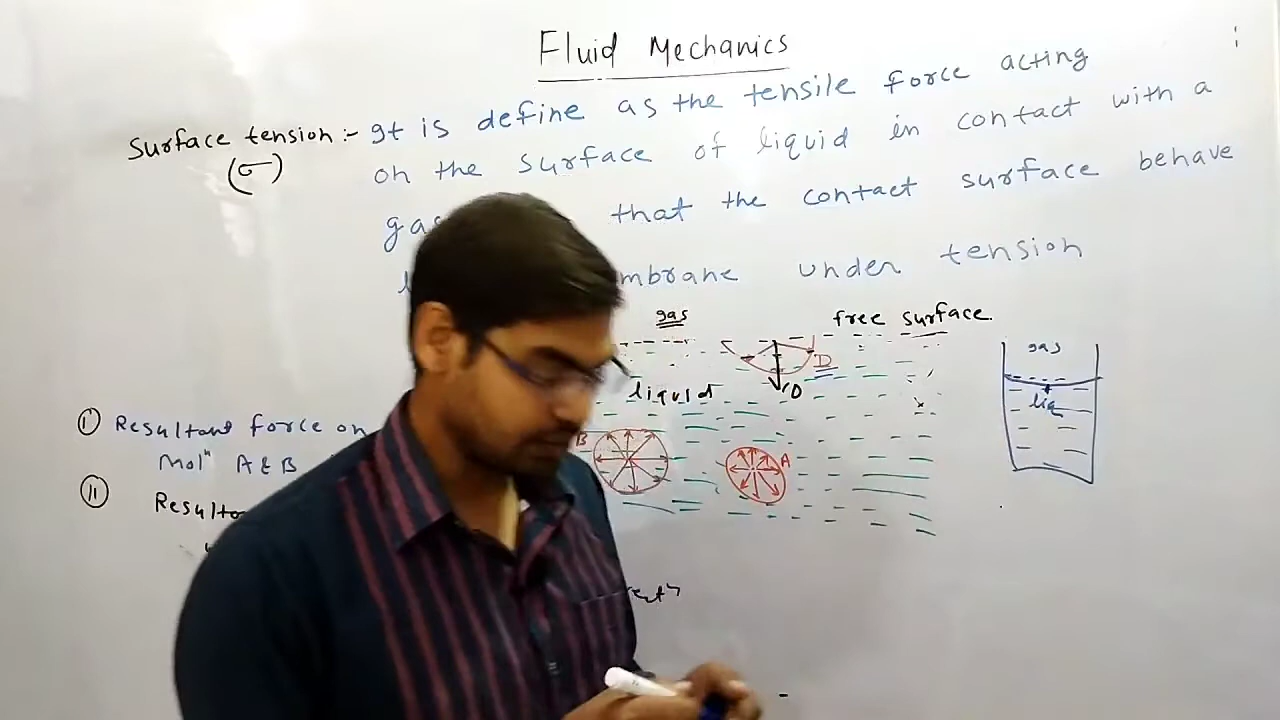 Fluid Mechanics
Surface tension :- It is define as the tensile force acting
(σ)
on the surface of liquid in contact with a
gas that the contact surface behave
mbrane under tension
gas
free surface.
gas
D
liquid
D
liq
B
A
(i) Resultant force on
Molⁿ A & B
(ii) Resulta